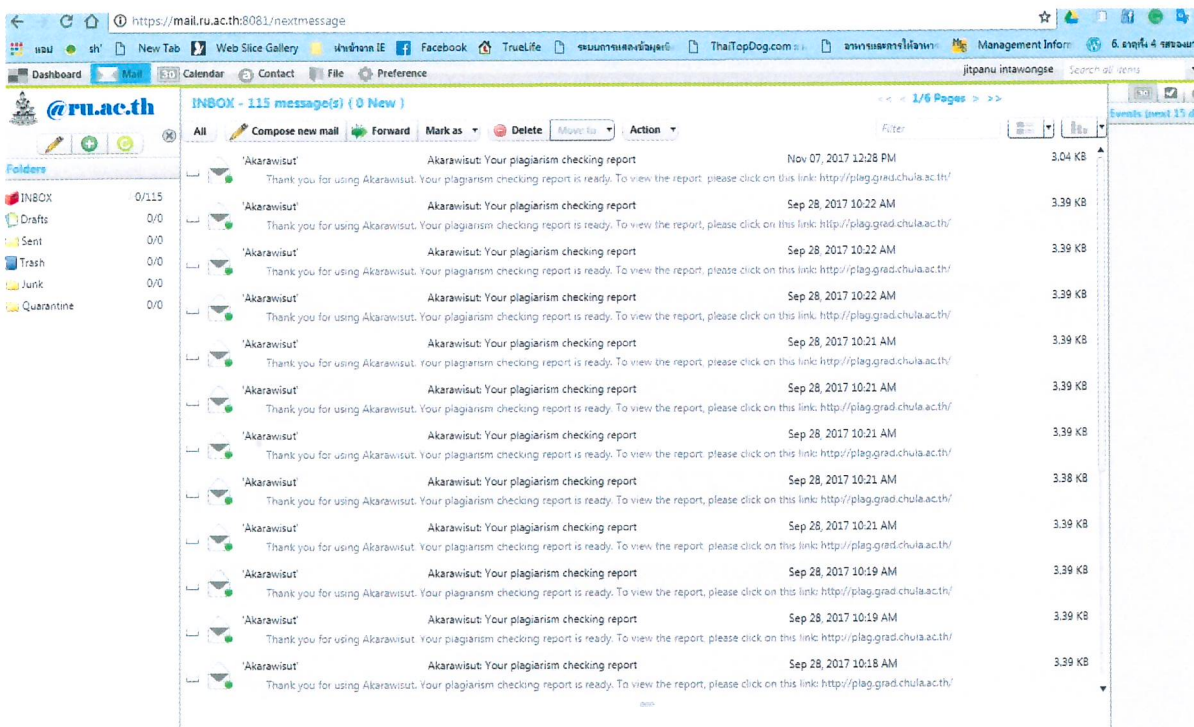 https://mail.ru.ac.th:8081/nextmessage
แอป sh' New Tab Web Slice Gallery Facebook TrueLife ThaiTopDog.com Management Inform
Dashboard Mail Calendar Contact File Preference jitpanu intawongse Search all items
@ru.ac.th
INBOX - 115 message(s) ( 0 New )
<< < 1/6 Pages > >>
All Compose new mail Forward Mark as Delete Move to Action Filter
Events (next 15 d
Folders
INBOX 0/115
Drafts 0/0
Sent 0/0
Trash 0/0
Junk 0/0
Quarantine 0/0
'Akarawisut' Akarawisut: Your plagiarism checking report Nov 07, 2017 12:28 PM 3.04 KB
Thank you for using Akarawisut. Your plagiarism checking report is ready. To view the report, please click on this link: http://plag.grad.chula.ac.th/
'Akarawisut' Akarawisut: Your plagiarism checking report Sep 28, 2017 10:22 AM 3.39 KB
Thank you for using Akarawisut. Your plagiarism checking report is ready. To view the report, please click on this link: http://plag.grad.chula.ac.th/
'Akarawisut' Akarawisut: Your plagiarism checking report Sep 28, 2017 10:22 AM 3.39 KB
Thank you for using Akarawisut. Your plagiarism checking report is ready. To view the report, please click on this link: http://plag.grad.chula.ac.th/
'Akarawisut' Akarawisut: Your plagiarism checking report Sep 28, 2017 10:22 AM 3.39 KB
Thank you for using Akarawisut. Your plagiarism checking report is ready. To view the report, please click on this link: http://plag.grad.chula.ac.th/
'Akarawisut' Akarawisut: Your plagiarism checking report Sep 28, 2017 10:21 AM 3.39 KB
Thank you for using Akarawisut. Your plagiarism checking report is ready. To view the report, please click on this link: http://plag.grad.chula.ac.th/
'Akarawisut' Akarawisut: Your plagiarism checking report Sep 28, 2017 10:21 AM 3.39 KB
Thank you for using Akarawisut. Your plagiarism checking report is ready. To view the report, please click on this link: http://plag.grad.chula.ac.th/
'Akarawisut' Akarawisut: Your plagiarism checking report Sep 28, 2017 10:21 AM 3.39 KB
Thank you for using Akarawisut. Your plagiarism checking report is ready. To view the report, please click on this link: http://plag.grad.chula.ac.th/
'Akarawisut' Akarawisut: Your plagiarism checking report Sep 28, 2017 10:21 AM 3.38 KB
Thank you for using Akarawisut. Your plagiarism checking report is ready. To view the report, please click on this link: http://plag.grad.chula.ac.th/
'Akarawisut' Akarawisut: Your plagiarism checking report Sep 28, 2017 10:21 AM 3.39 KB
Thank you for using Akarawisut. Your plagiarism checking report is ready. To view the report, please click on this link: http://plag.grad.chula.ac.th/
'Akarawisut' Akarawisut: Your plagiarism checking report Sep 28, 2017 10:19 AM 3.39 KB
Thank you for using Akarawisut. Your plagiarism checking report is ready. To view the report, please click on this link: http://plag.grad.chula.ac.th/
'Akarawisut' Akarawisut: Your plagiarism checking report Sep 28, 2017 10:19 AM 3.39 KB
Thank you for using Akarawisut. Your plagiarism checking report is ready. To view the report, please click on this link: http://plag.grad.chula.ac.th/
'Akarawisut' Akarawisut: Your plagiarism checking report Sep 28, 2017 10:18 AM 3.39 KB
Thank you for using Akarawisut. Your plagiarism checking report is ready. To view the report, please click on this link: http://plag.grad.chula.ac.th/